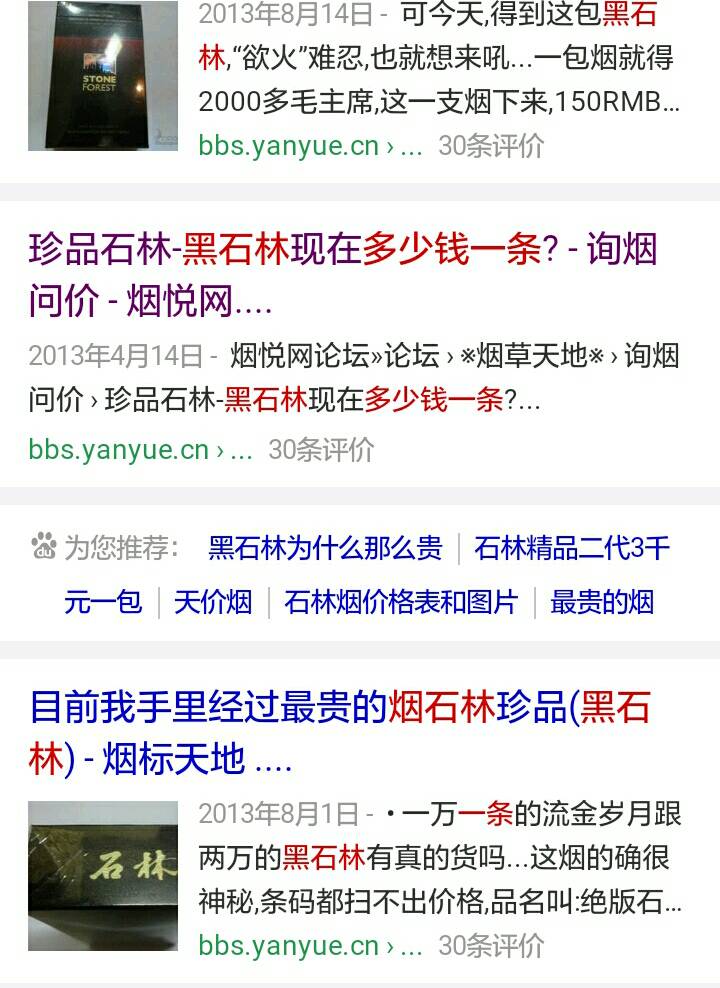 2013年8月14日 - 可今天,得到这包黑石
林,“欲火”难忍,也就想来吼...一包烟就得
2000多毛主席,这一支烟下来,150RMB...
STONE
FOREST
bbs.yanyue.cn › ... 30条评价
珍品石林-黑石林现在多少钱一条? - 询烟
问价 - 烟悦网....
2013年4月14日 - 烟悦网论坛»论坛 › ※烟草天地※ › 询烟
问价 › 珍品石林-黑石林现在多少钱一条?...
bbs.yanyue.cn › ... 30条评价
为您推荐: 黑石林为什么那么贵 | 石林精品二代3千
元一包 | 天价烟 | 石林烟价格表和图片 | 最贵的烟
目前我手里经过最贵的烟石林珍品(黑石
林) - 烟标天地 ....
2013年8月1日 - •一万一条的流金岁月跟
两万的黑石林有真的货吗...这烟的确很
神秘,条码都扫不出价格,品名叫:绝版石...
石林
bbs.yanyue.cn › ... 30条评价